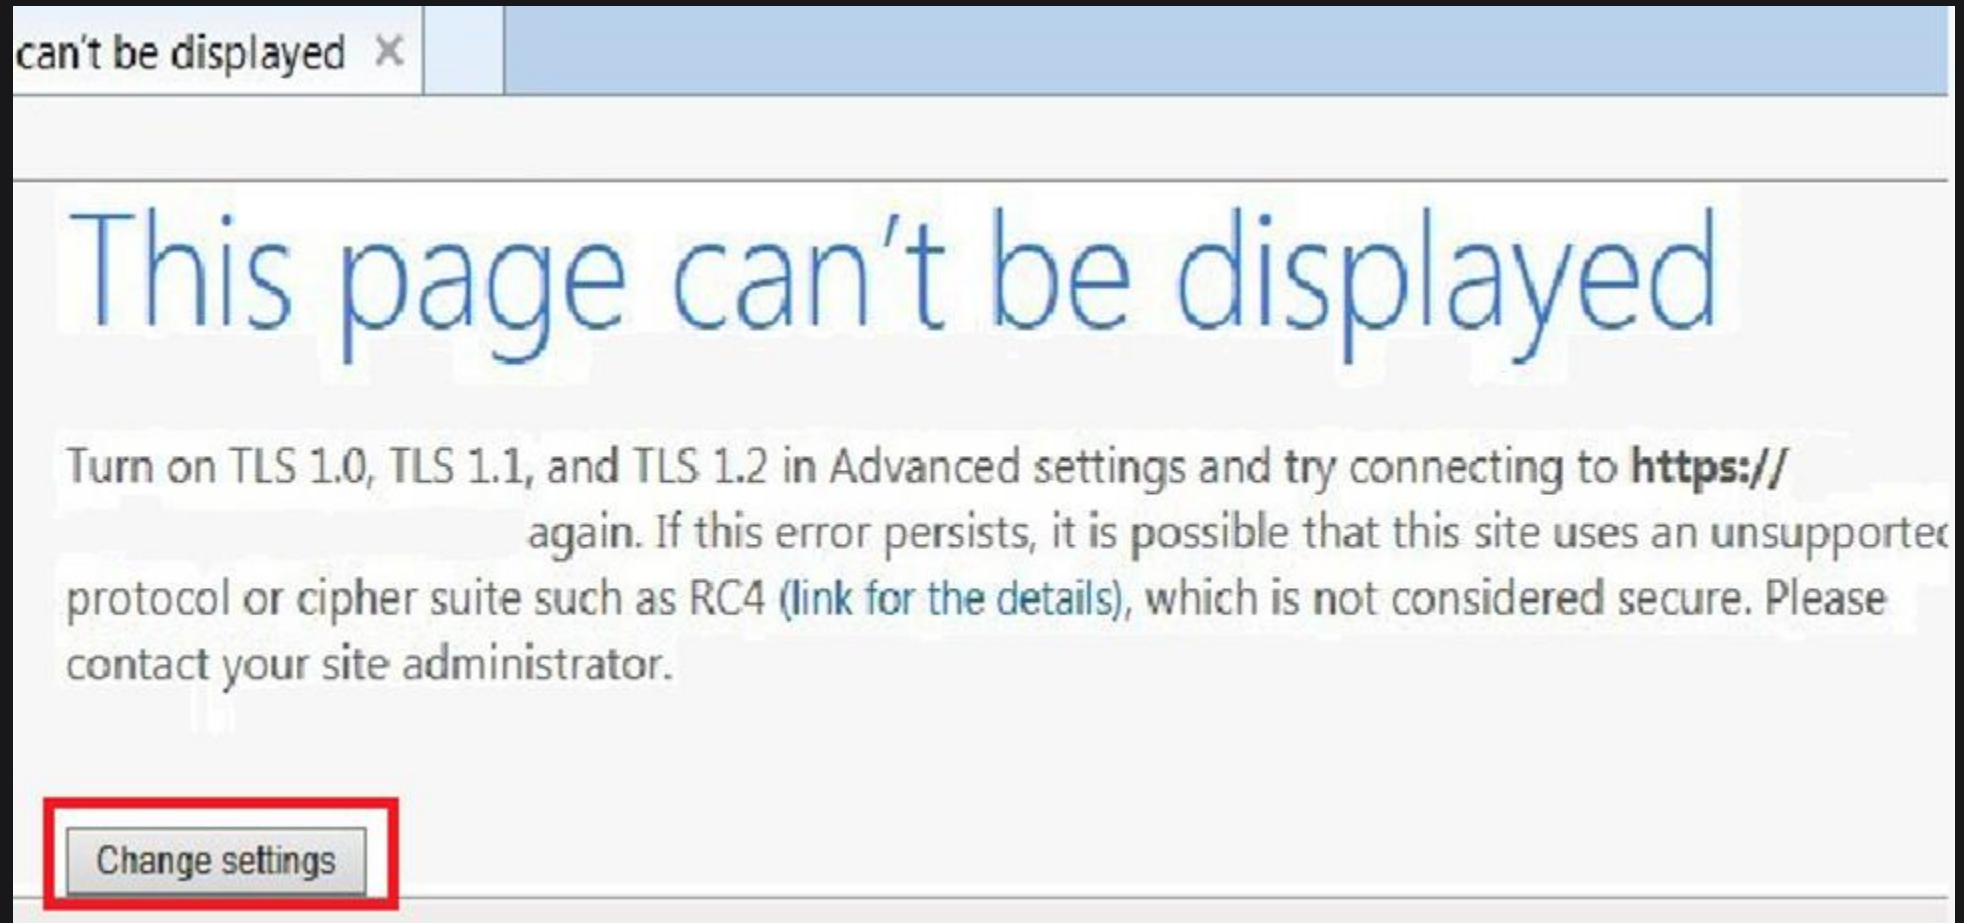 can't be displayed
This page can't be displayed
Turn on TLS 1.0, TLS 1.1, and TLS 1.2 in Advanced settings and try connecting to https://
again. If this error persists, it is possible that this site uses an unsupported
protocol or cipher suite such as RC4 (link for the details), which is not considered secure. Please
contact your site administrator.
Change settings